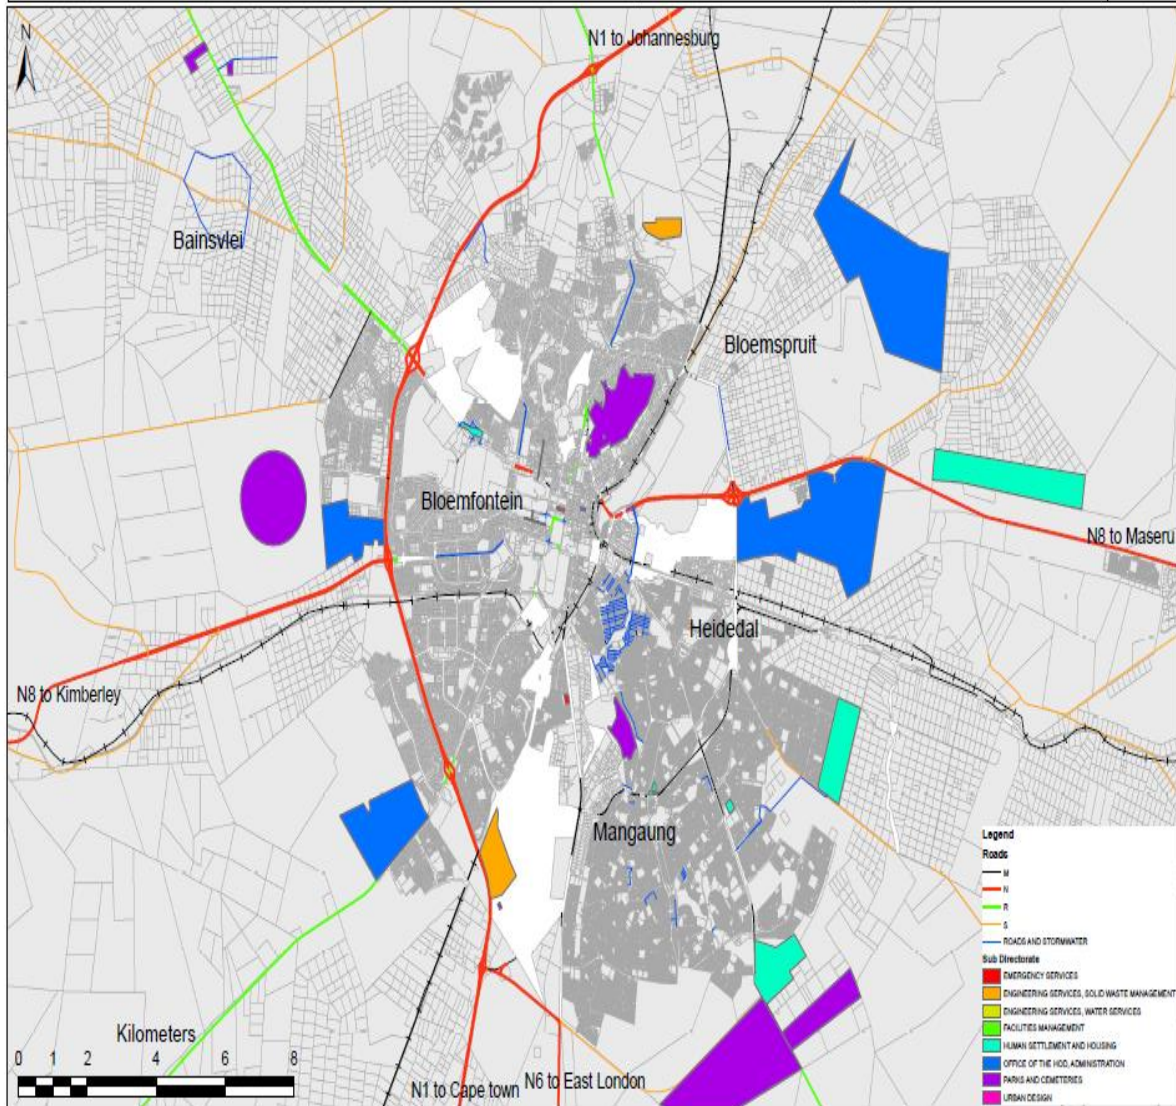 N
N1 to Johannesburg
Bainsvlei
Bloemspruit
Bloemfontein
N8 to Maseru
Heidedal
N8 to Kimberley
Mangaung
Kilometers
0 1 2 4 6 8
N1 to Cape town
N6 to East London
Legend
Roads
M
N
R
S
ROADS AND STORMWATER
Sub Directorate
EMERGENCY SERVICES
ENGINEERING SERVICES, SOLID WASTE MANAGEMENT
ENGINEERING SERVICES, WATER SERVICES
FACILITIES MANAGEMENT
HUMAN SETTLEMENT AND HOUSING
OFFICE OF THE HOD, ADMINISTRATION
PARKS AND CEMETERIES
URBAN DESIGN